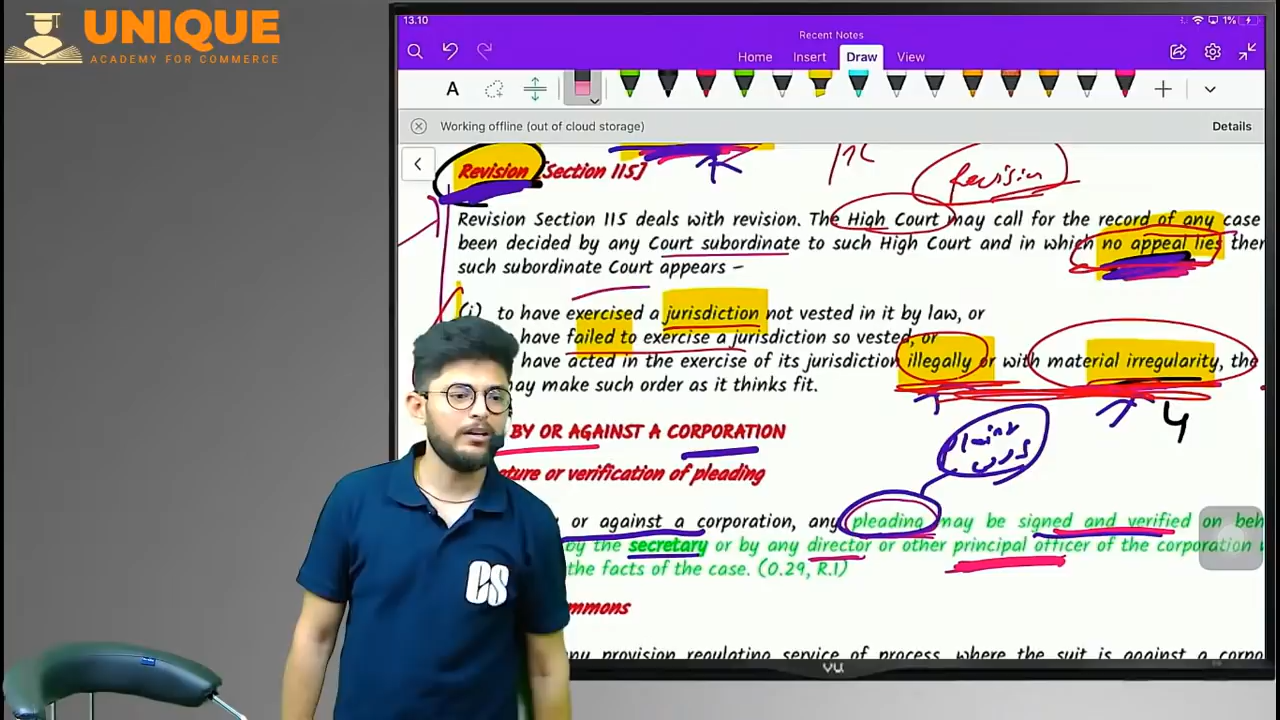 UNIQUE
ACADEMY FOR COMMERCE
13.10
1%
Recent Notes
Home Insert Draw View
A
Working offline (out of cloud storage)
Details
Revision [Section 115]
Revision
Revision Section 115 deals with revision. The High Court may call for the record of any case
been decided by any Court subordinate to such High Court and in which no appeal lies
such subordinate Court appears –
(i) to have exercised a jurisdiction not vested in it by law, or
have failed to exercise a jurisdiction so vested, or
have acted in the exercise of its jurisdiction illegally or with material irregularity, the
make such order as it thinks fit.
4
BY OR AGAINST A CORPORATION
or verification of pleading
or against a corporation, any pleading may be signed and verified on
by the secretary or by any director or other principal officer of the corporation
the facts of the case. (O.29, R.1)
CS
provision regulating service of process, where the suit is against a
VU